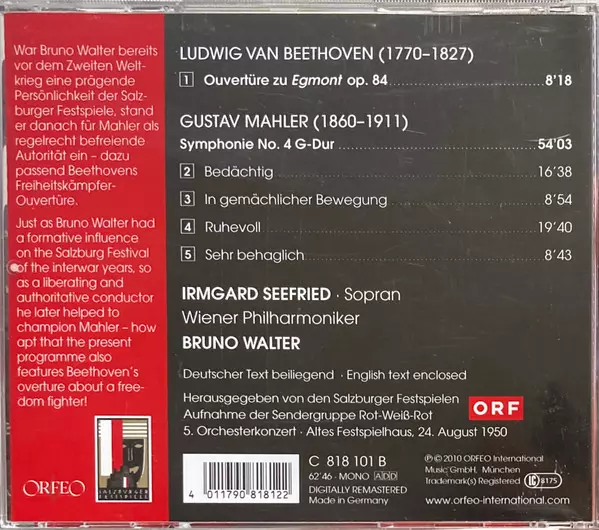 War Bruno Walter bereits
vor dem Zweiten Welt-
krieg eine prägende
Persönlichkeit der Salz-
burger Festspiele, stand
er danach für Mahler als
regelrecht befreiende
Autorität ein – dazu
passend Beethovens
Freiheitskämpfer-
Ouvertüre.
Just as Bruno Walter had
a formative influence
on the Salzburg Festival
of the interwar years, so
as a liberating and
authoritative conductor
he later helped to
champion Mahler – how
apt that the present
programme also
features Beethoven's
overture about a free-
dom fighter!
ORFEO
SALZBURGER
FESTSPIELE
LUDWIG VAN BEETHOVEN (1770–1827)
1 Ouvertüre zu Egmont op. 84 8'18
GUSTAV MAHLER (1860–1911)
Symphonie No. 4 G-Dur 54'03
2 Bedächtig 16'38
3 In gemächlicher Bewegung 8'54
4 Ruhevoll 19'40
5 Sehr behaglich 8'43
IRMGARD SEEFRIED · Sopran
Wiener Philharmoniker
BRUNO WALTER
Deutscher Text beiliegend · English text enclosed
Herausgegeben von den Salzburger Festspielen
Aufnahme der Sendergruppe Rot-Weiß-Rot
5. Orchesterkonzert · Altes Festspielhaus, 24. August 1950
ORF
4 011790 818122
C 818 101 B
62'46 · MONO ADD
DIGITALLY REMASTERED
Made in Germany
℗ © 2010 ORFEO International
Music GmbH, München
Trademark(s) Registered
LC 8175
www.orfeo-international.com